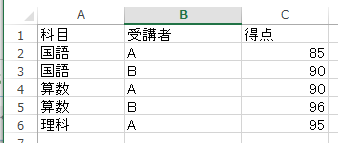 A B C
1 科目 受講者 得点
2 国語 A 85
3 国語 B 90
4 算数 A 90
5 算数 B 96
6 理科 A 95
7